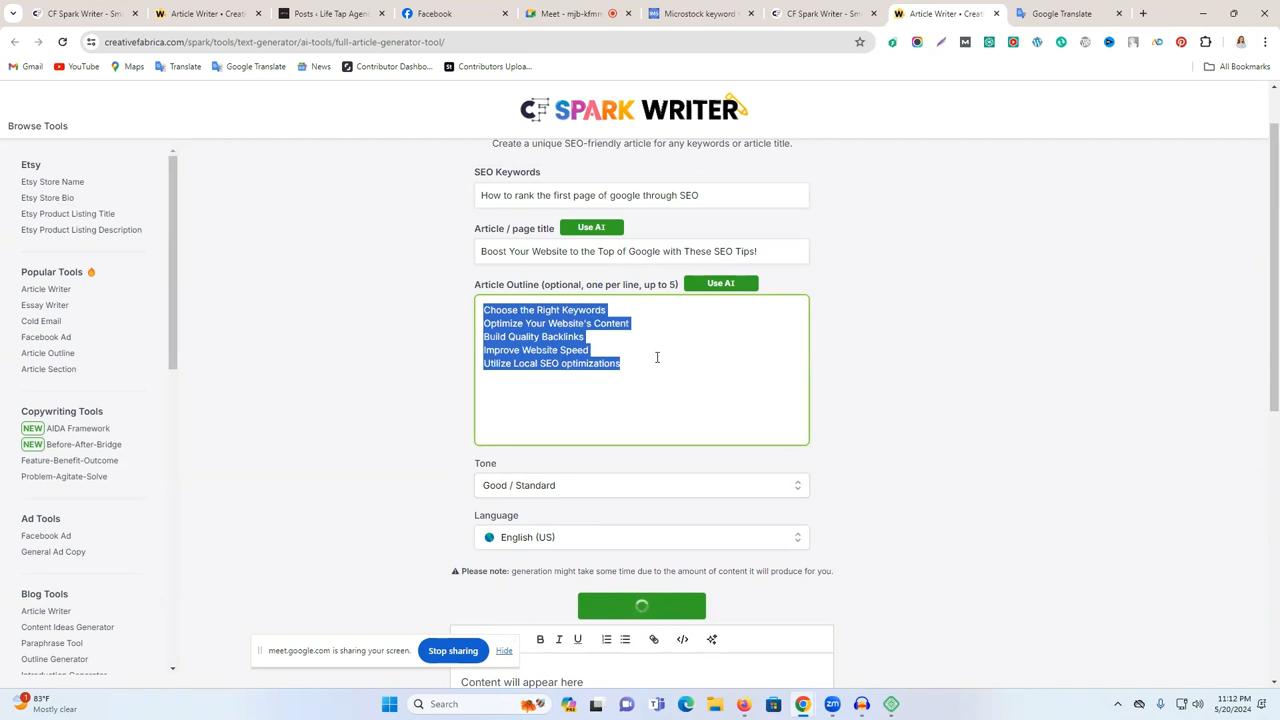 CF Spark Writer - Sm
Article Writer • Creat
Posts ‹ Life Tap Agen
Facebook
Meet - mjb-kfmn
Microstock keyword
CF Spark Writer - Sm
Article Writer • Creat
Google Translate
creativefabrica.com/spark/tools/text-generator/ai-tools/full-article-generator-tool/
Gmail
YouTube
Maps
Translate
Google Translate
News
Contributor Dashbo...
Contributors Uploa...
All Bookmarks
CF SPARK WRITER
Browse Tools
Create a unique SEO-friendly article for any keywords or article title.
Etsy
Etsy Store Name
Etsy Store Bio
Etsy Product Listing Title
Etsy Product Listing Description
Popular Tools
Article Writer
Essay Writer
Cold Email
Facebook Ad
Article Outline
Article Section
Copywriting Tools
NEW AIDA Framework
NEW Before-After-Bridge
Feature-Benefit-Outcome
Problem-Agitate-Solve
Ad Tools
Facebook Ad
General Ad Copy
Blog Tools
Article Writer
Content Ideas Generator
Paraphrase Tool
Outline Generator
Introduction Generator
SEO Keywords
How to rank the first page of google through SEO
Article / page title Use AI
Boost Your Website to the Top of Google with These SEO Tips!
Article Outline (optional, one per line, up to 5) Use AI
Choose the Right Keywords
Optimize Your Website's Content
Build Quality Backlinks
Improve Website Speed
Utilize Local SEO optimizations
Tone
Good / Standard
Language
English (US)
Please note: generation might take some time due to the amount of content it will produce for you.
B I U
Content will appear here
meet.google.com is sharing your screen. Stop sharing Hide
1
83°F
Mostly clear
Search
11:12 PM
5/20/2024